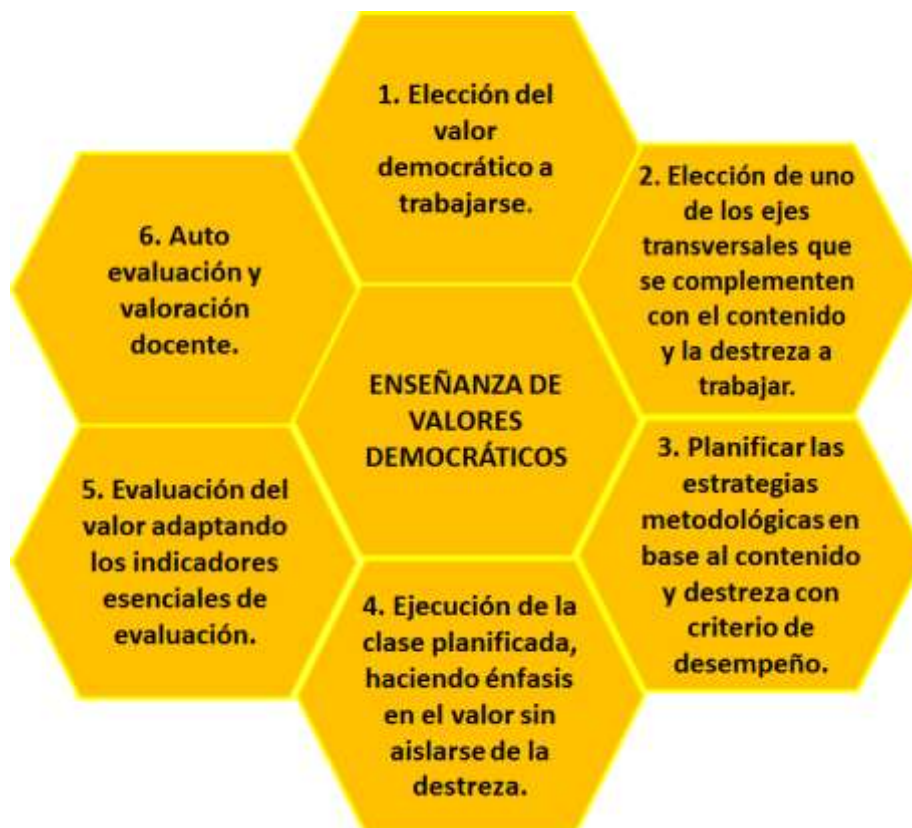 1. Elección del
valor
democrático a
trabajarse.
2. Elección de uno
de los ejes
transversales que
se complementen
con el contenido
y la destreza a
trabajar.
3. Planificar las
estrategias
metodológicas en
base al contenido
y destreza con
criterio de
desempeño.
4. Ejecución de la
clase planificada,
haciendo énfasis
en el valor sin
aislarse de la
destreza.
5. Evaluación del
valor adaptando
los indicadores
esenciales de
evaluación.
6. Auto
evaluación y
valoración
docente.
ENSEÑANZA DE
VALORES
DEMOCRÁTICOS